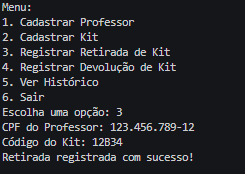 Menu:
1. Cadastrar Professor
2. Cadastrar Kit
3. Registrar Retirada de Kit
4. Registrar Devolução de Kit
5. Ver Histórico
6. Sair
Escolha uma opção: 3
CPF do Professor: 123.456.789-12
Código do Kit: 12B34
Retirada registrada com sucesso!